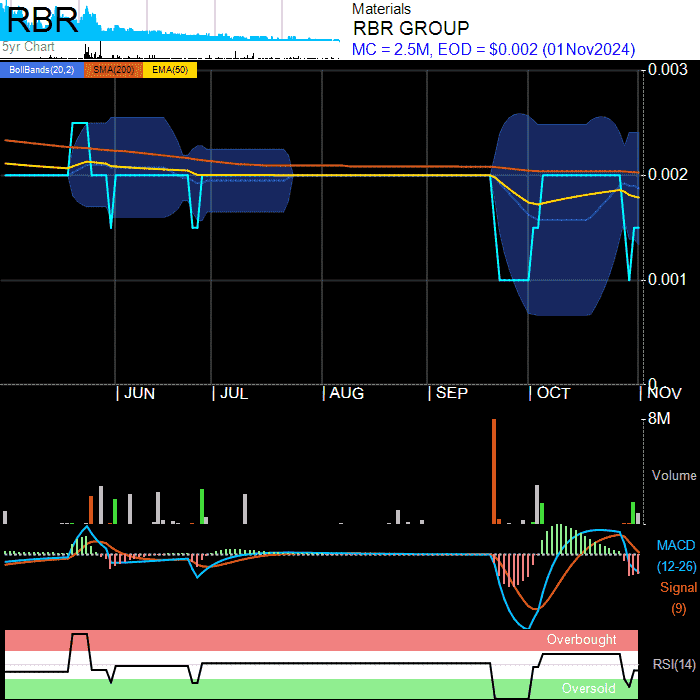 RBR
5yr Chart
Materials
RBR GROUP
MC = 2.5M, EOD = $0.002 (01Nov2024)
BollBands(20,2) SMA(200) EMA(50)
0.003
0.002
0.001
0
JUN JUL AUG SEP OCT NOV
8M
Volume
MACD
(12-26)
Signal
(9)
Overbought
RSI(14)
Oversold